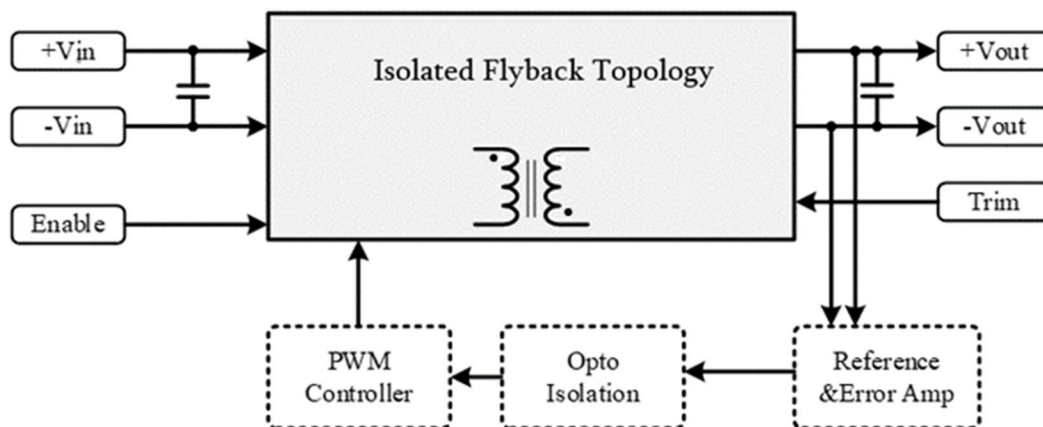 +Vin
Isolated Flyback Topology
+Vout
-Vin
-Vout
Enable
Trim
PWM
Controller
Opto
Isolation
Reference
&Error Amp